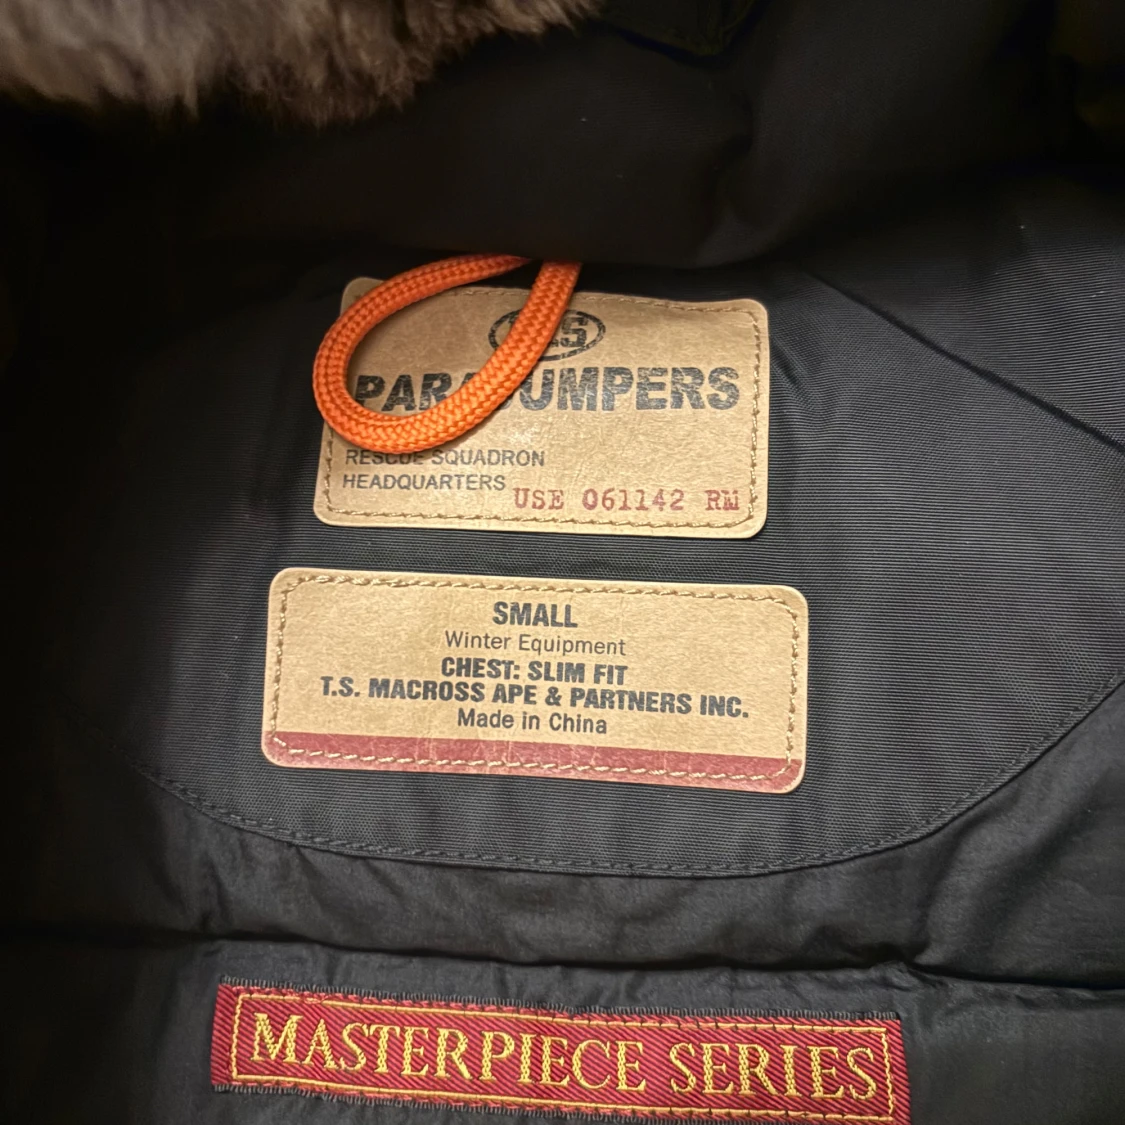 PARAJUMPERS
RESCUE SQUADRON
HEADQUARTERS
USE 061142 RM
SMALL
Winter Equipment
CHEST: SLIM FIT
T.S. MACROSS APE & PARTNERS INC.
Made in China
MASTERPIECE SERIES